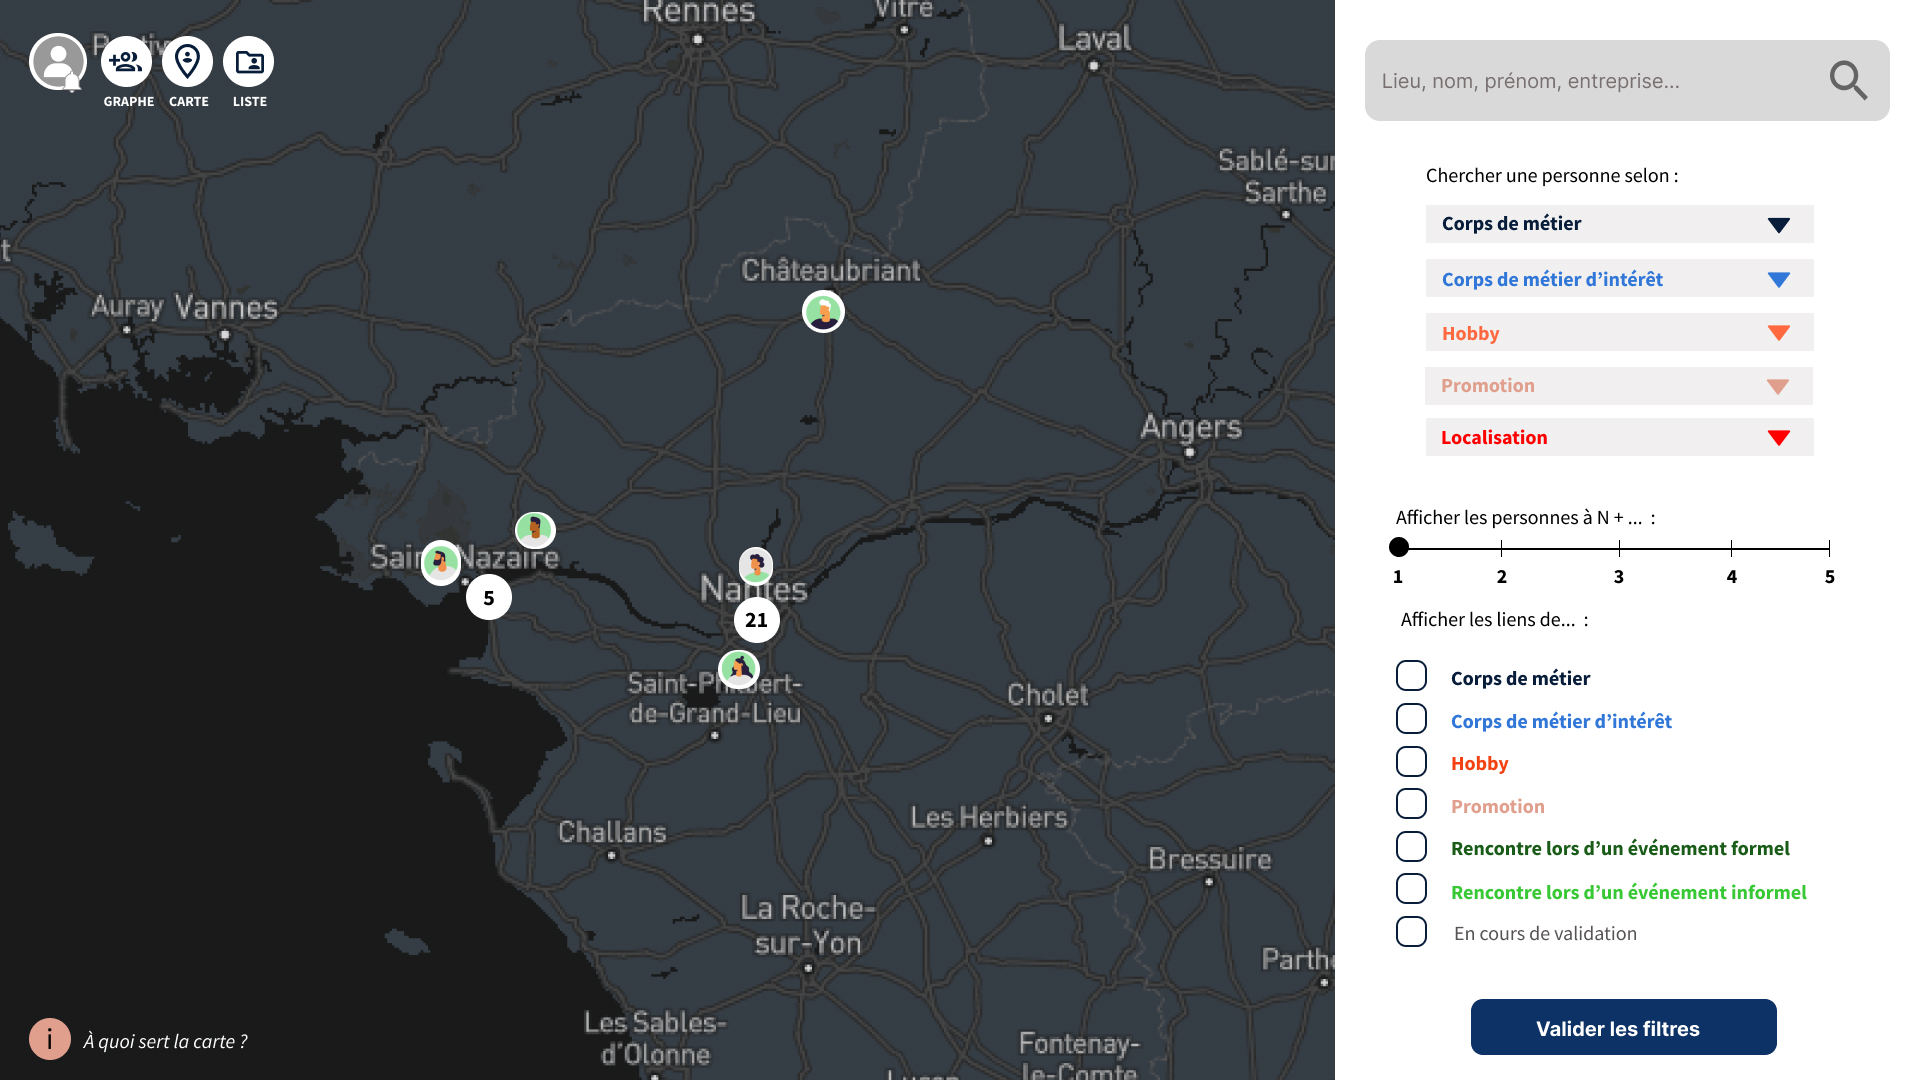 GRAPHE
CARTE
LISTE
Rennes
Vitré
Laval
Sablé-sur
Sarthe
Châteaubriant
Auray
Vannes
Angers
Nazaire
5
Nantes
21
de-Grand-Lieu
Cholet
Challans
Les Herbiers
Bressuire
La Roche-
sur-Yon
Les Sables-
d'Olonne
Fontenay-
le-Comte
i
À quoi sert la carte ?
Lieu, nom, prénom, entreprise...
Chercher une personne selon :
Corps de métier
Corps de métier d’intérêt
Hobby
Promotion
Localisation
Afficher les personnes à N + ... :
1 2 3 4 5
Afficher les liens de... :
Corps de métier
Corps de métier d’intérêt
Hobby
Promotion
Rencontre lors d’un événement formel
Rencontre lors d’un événement informel
En cours de validation
Valider les filtres